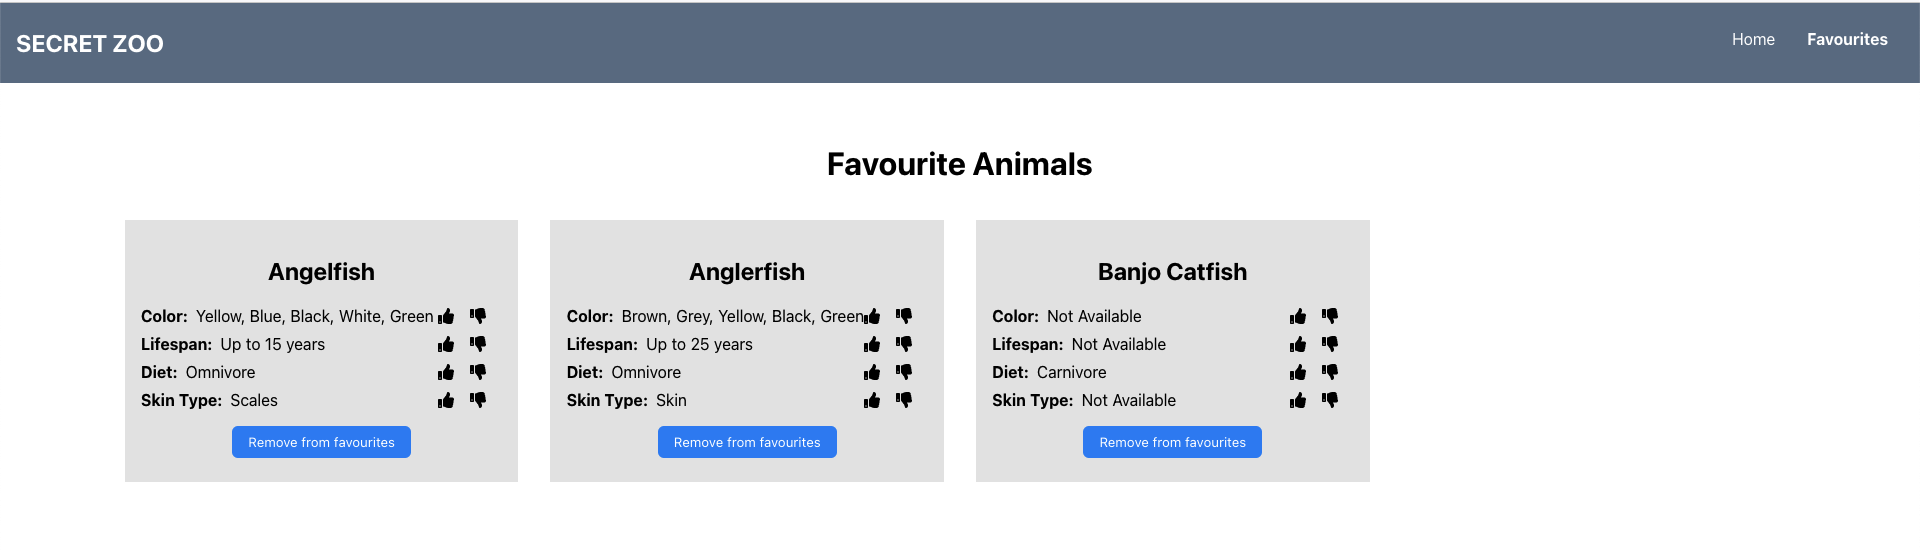 SECRET ZOO
Home Favourites
Favourite Animals
Angelfish
Color: Yellow, Blue, Black, White, Green
Lifespan: Up to 15 years
Diet: Omnivore
Skin Type: Scales
Remove from favourites
Anglerfish
Color: Brown, Grey, Yellow, Black, Green
Lifespan: Up to 25 years
Diet: Omnivore
Skin Type: Skin
Remove from favourites
Banjo Catfish
Color: Not Available
Lifespan: Not Available
Diet: Carnivore
Skin Type: Not Available
Remove from favourites